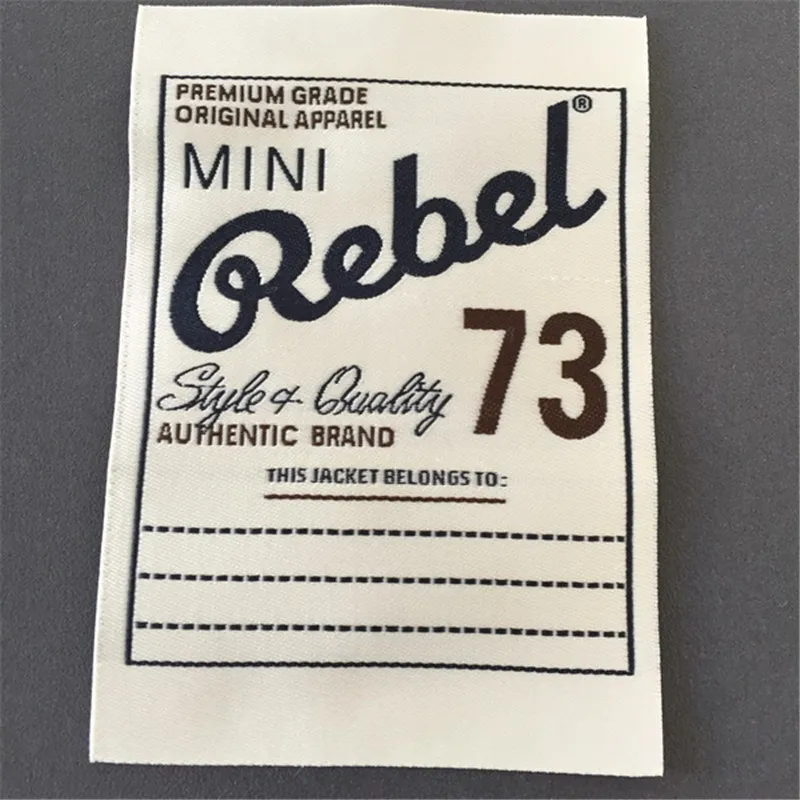 PREMIUM GRADE
ORIGINAL APPAREL
MINI
Rebel®
73
Style & Quality
AUTHENTIC BRAND
THIS JACKET BELONGS TO: